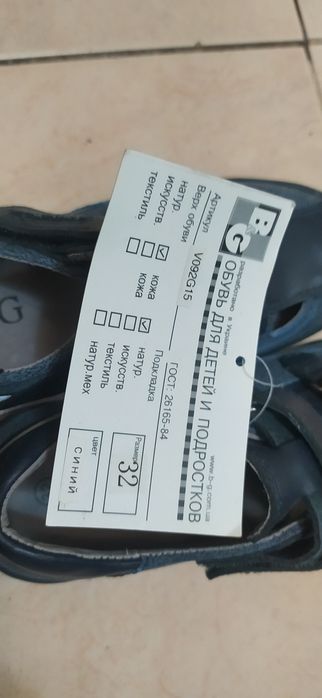 B&G
разработано в Украине www.b-g.com.ua
ОБУВЬ ДЛЯ ДЕТЕЙ И ПОДРОСТКОВ
Артикул V092G15 ГОСТ- 26165-84
Верх обуви Подкладка
натур. кожа натур.
искусств. кожа искусств.
текстиль текстиль
натур.мех
Размер 32
цвет синий
G